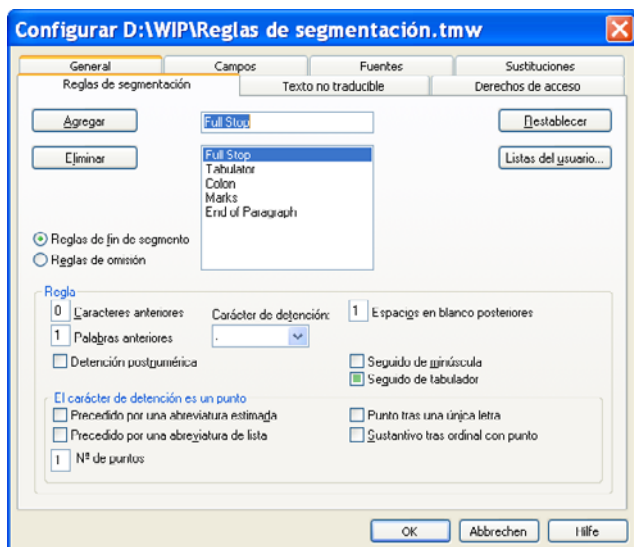 Configurar D:\WIP\Reglas de segmentación.tmw
General Campos Fuentes Sustituciones
Reglas de segmentación Texto no traducible Derechos de acceso
Agregar Full Stop Restablecer
Eliminar Full Stop Listas del usuario...
Tabulator
Colon
Marks
End of Paragraph
Reglas de fin de segmento
Reglas de omisión
Regla
0 Caracteres anteriores Carácter de detención: 1 Espacios en blanco posteriores
1 Palabras anteriores .
Detención postnumérica Seguido de minúscula
Seguido de tabulador
El carácter de detención es un punto
Precedido por una abreviatura estimada Punto tras una única letra
Precedido por una abreviatura de lista Sustantivo tras ordinal con punto
1 Nª de puntos
OK Abbrechen Hilfe